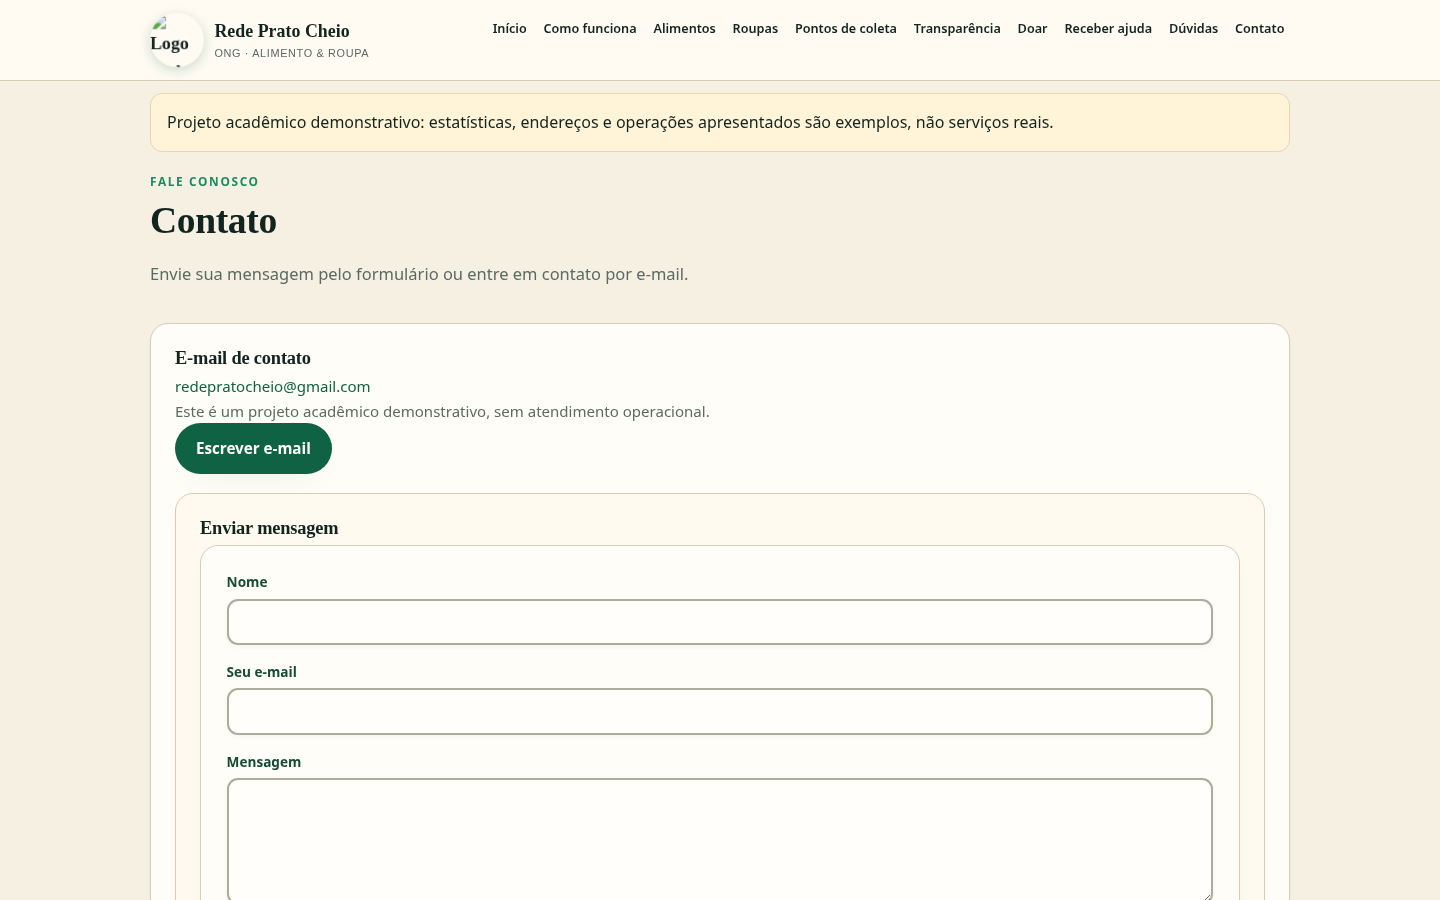 Logo
Rede Prato Cheio
ONG · ALIMENTO & ROUPA
Início Como funciona Alimentos Roupas Pontos de coleta Transparência Doar Receber ajuda Dúvidas Contato
Projeto acadêmico demonstrativo: estatísticas, endereços e operações apresentados são exemplos, não serviços reais.
FALE CONOSCO
Contato
Envie sua mensagem pelo formulário ou entre em contato por e-mail.
E-mail de contato
redepratocheio@gmail.com
Este é um projeto acadêmico demonstrativo, sem atendimento operacional.
Escrever e-mail
Enviar mensagem
Nome
Seu e-mail
Mensagem